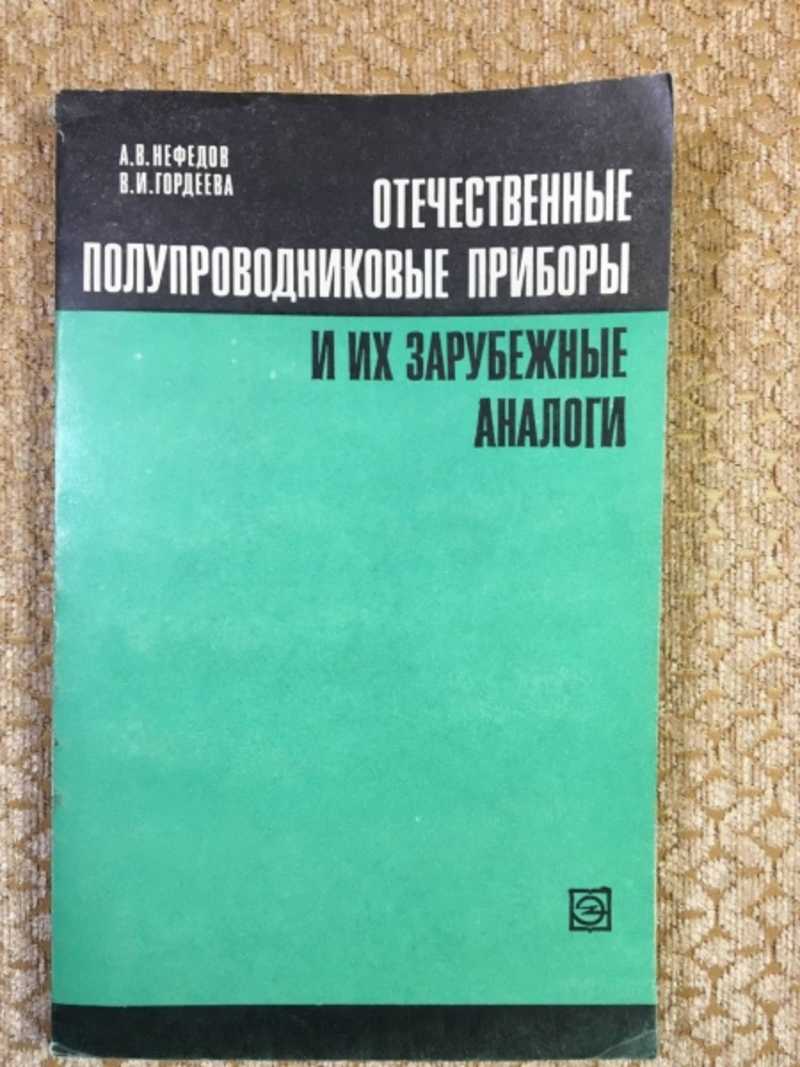 А.В.НЕФЕДОВ
В.И.ГОРДЕЕВА
ОТЕЧЕСТВЕННЫЕ
ПОЛУПРОВОДНИКОВЫЕ ПРИБОРЫ
И ИХ ЗАРУБЕЖНЫЕ
АНАЛОГИ